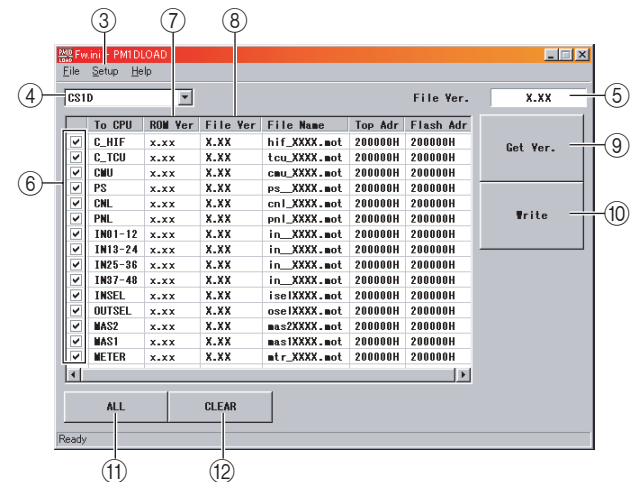 ③ ⑦ ⑧
Fw.ini - PM1DLOAD
File Setup Help
④ CS1D File Ver. X.XX ⑤
To CPU ROM Ver File Ver File Name Top Adr Flash Adr
C_HIF x.xx X.XX hif_XXXX.mot 200000H 200000H
C_TCU x.xx X.XX tcu_XXXX.mot 200000H 200000H
CMU x.xx X.XX cmu_XXXX.mot 200000H 200000H
PS x.xx X.XX ps__XXXX.mot 200000H 200000H
CNL x.xx X.XX cnl_XXXX.mot 200000H 200000H
PNL x.xx X.XX pnl_XXXX.mot 200000H 200000H
IN01-12 x.xx X.XX in__XXXX.mot 200000H 200000H
IN13-24 x.xx X.XX in__XXXX.mot 200000H 200000H
IN25-36 x.xx X.XX in__XXXX.mot 200000H 200000H
IN37-48 x.xx X.XX in__XXXX.mot 200000H 200000H
INSEL x.xx X.XX iselXXXX.mot 200000H 200000H
OUTSEL x.xx X.XX oselXXXX.mot 200000H 200000H
MAS2 x.xx X.XX mas2XXXX.mot 200000H 200000H
MAS1 x.xx X.XX mas1XXXX.mot 200000H 200000H
METER x.xx X.XX mtr_XXXX.mot 200000H 200000H
⑥
Get Ver. ⑨
Write ⑩
ALL CLEAR
Ready
⑪ ⑫